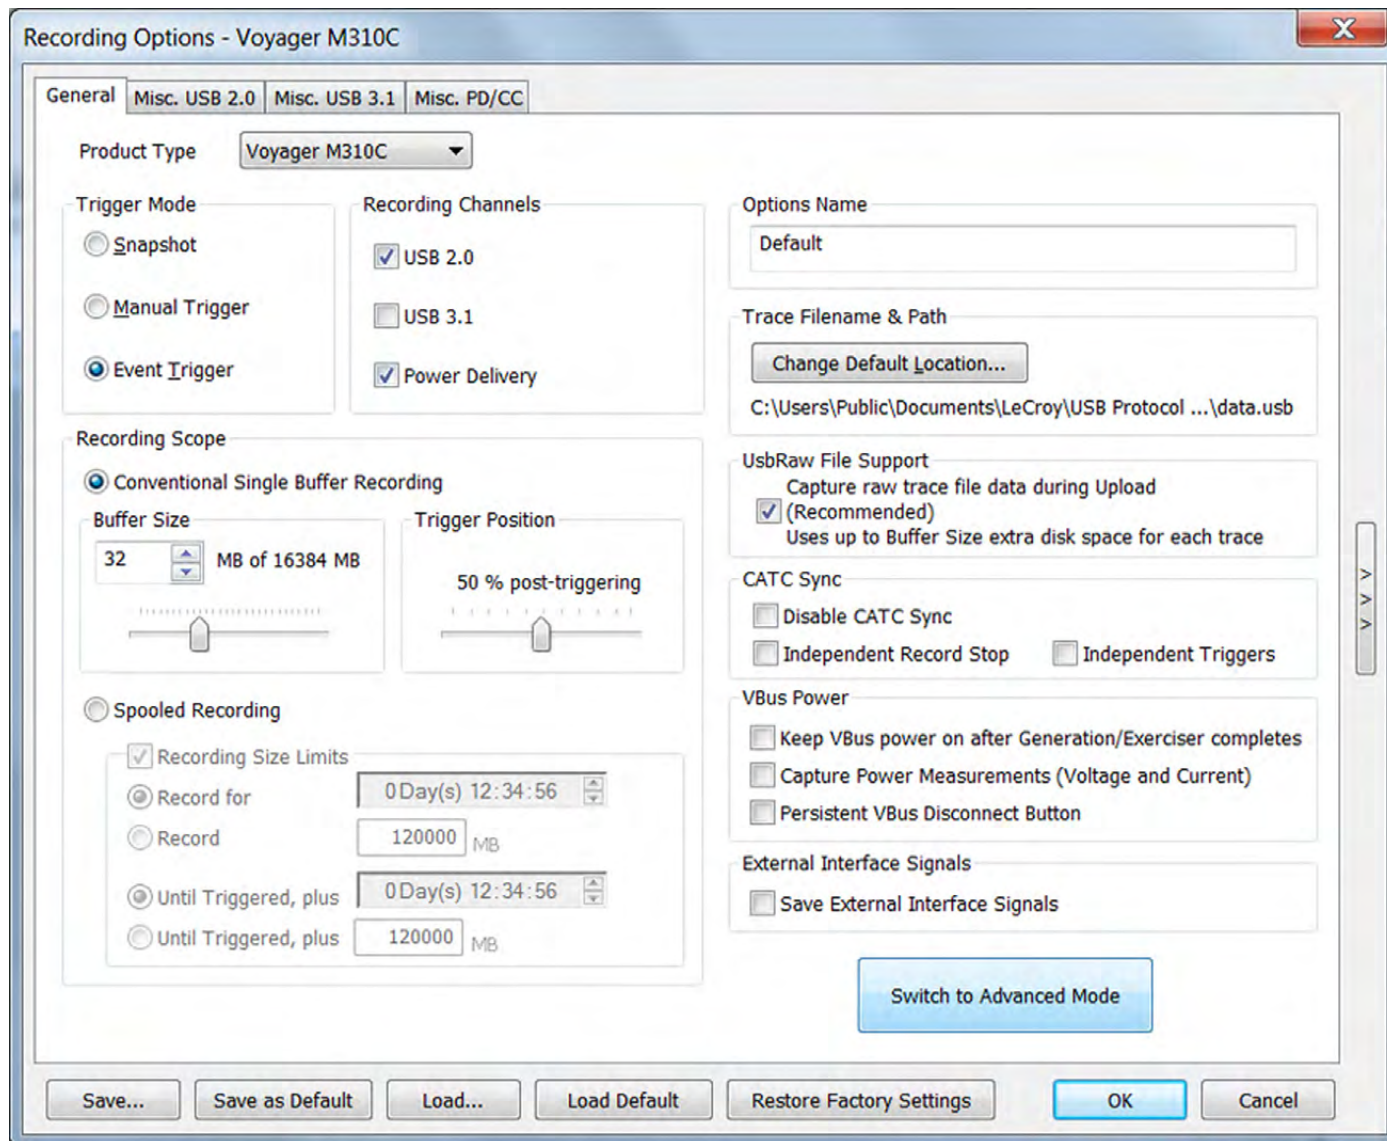 Recording Options - Voyager M310C
X
General Misc. USB 2.0 Misc. USB 3.1 Misc. PD/CC
Product Type Voyager M310C
Trigger Mode
Snapshot
Manual Trigger
Event Trigger
Recording Channels
USB 2.0
USB 3.1
Power Delivery
Recording Scope
Conventional Single Buffer Recording
Buffer Size
32 MB of 16384 MB
Trigger Position
50 % post-triggering
Spooled Recording
Recording Size Limits
Record for 0 Day(s) 12:34:56
Record 120000 MB
Until Triggered, plus 0 Day(s) 12:34:56
Until Triggered, plus 120000 MB
Options Name
Default
Trace Filename & Path
Change Default Location...
C:\Users\Public\Documents\LeCroy\USB Protocol ...\data.usb
UsbRaw File Support
Capture raw trace file data during Upload
(Recommended)
Uses up to Buffer Size extra disk space for each trace
CATC Sync
Disable CATC Sync
Independent Record Stop Independent Triggers
VBus Power
Keep VBus power on after Generation/Exerciser completes
Capture Power Measurements (Voltage and Current)
Persistent VBus Disconnect Button
External Interface Signals
Save External Interface Signals
Switch to Advanced Mode
>
>
>
Save... Save as Default Load... Load Default Restore Factory Settings OK Cancel